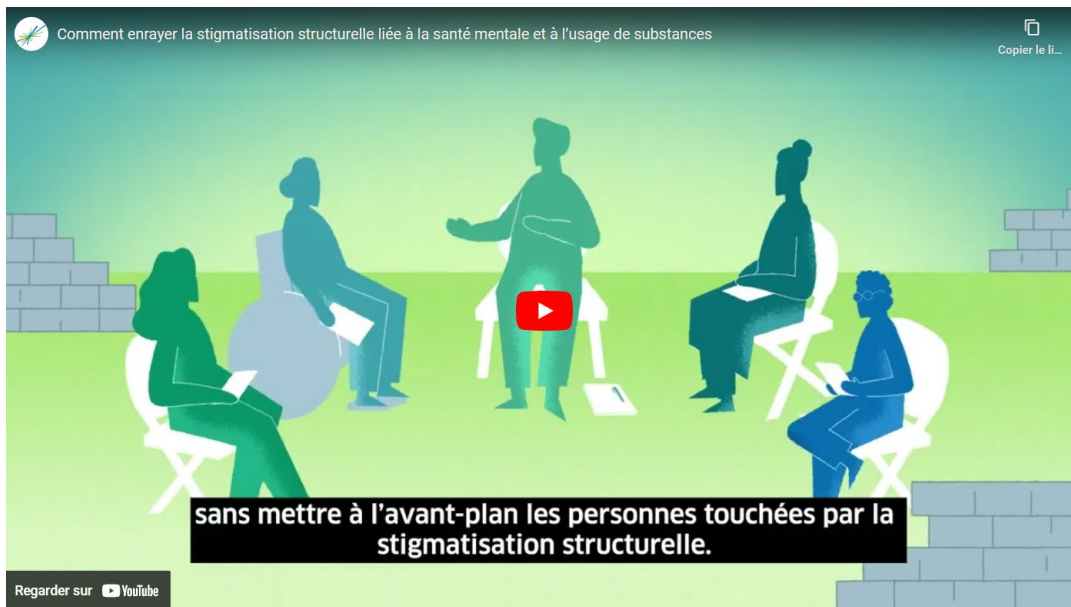 Comment enrayer la stigmatisation structurelle liée à la santé mentale et à l’usage de substances
Copier le li...
sans mettre à l’avant-plan les personnes touchées par la
stigmatisation structurelle.
Regarder sur YouTube